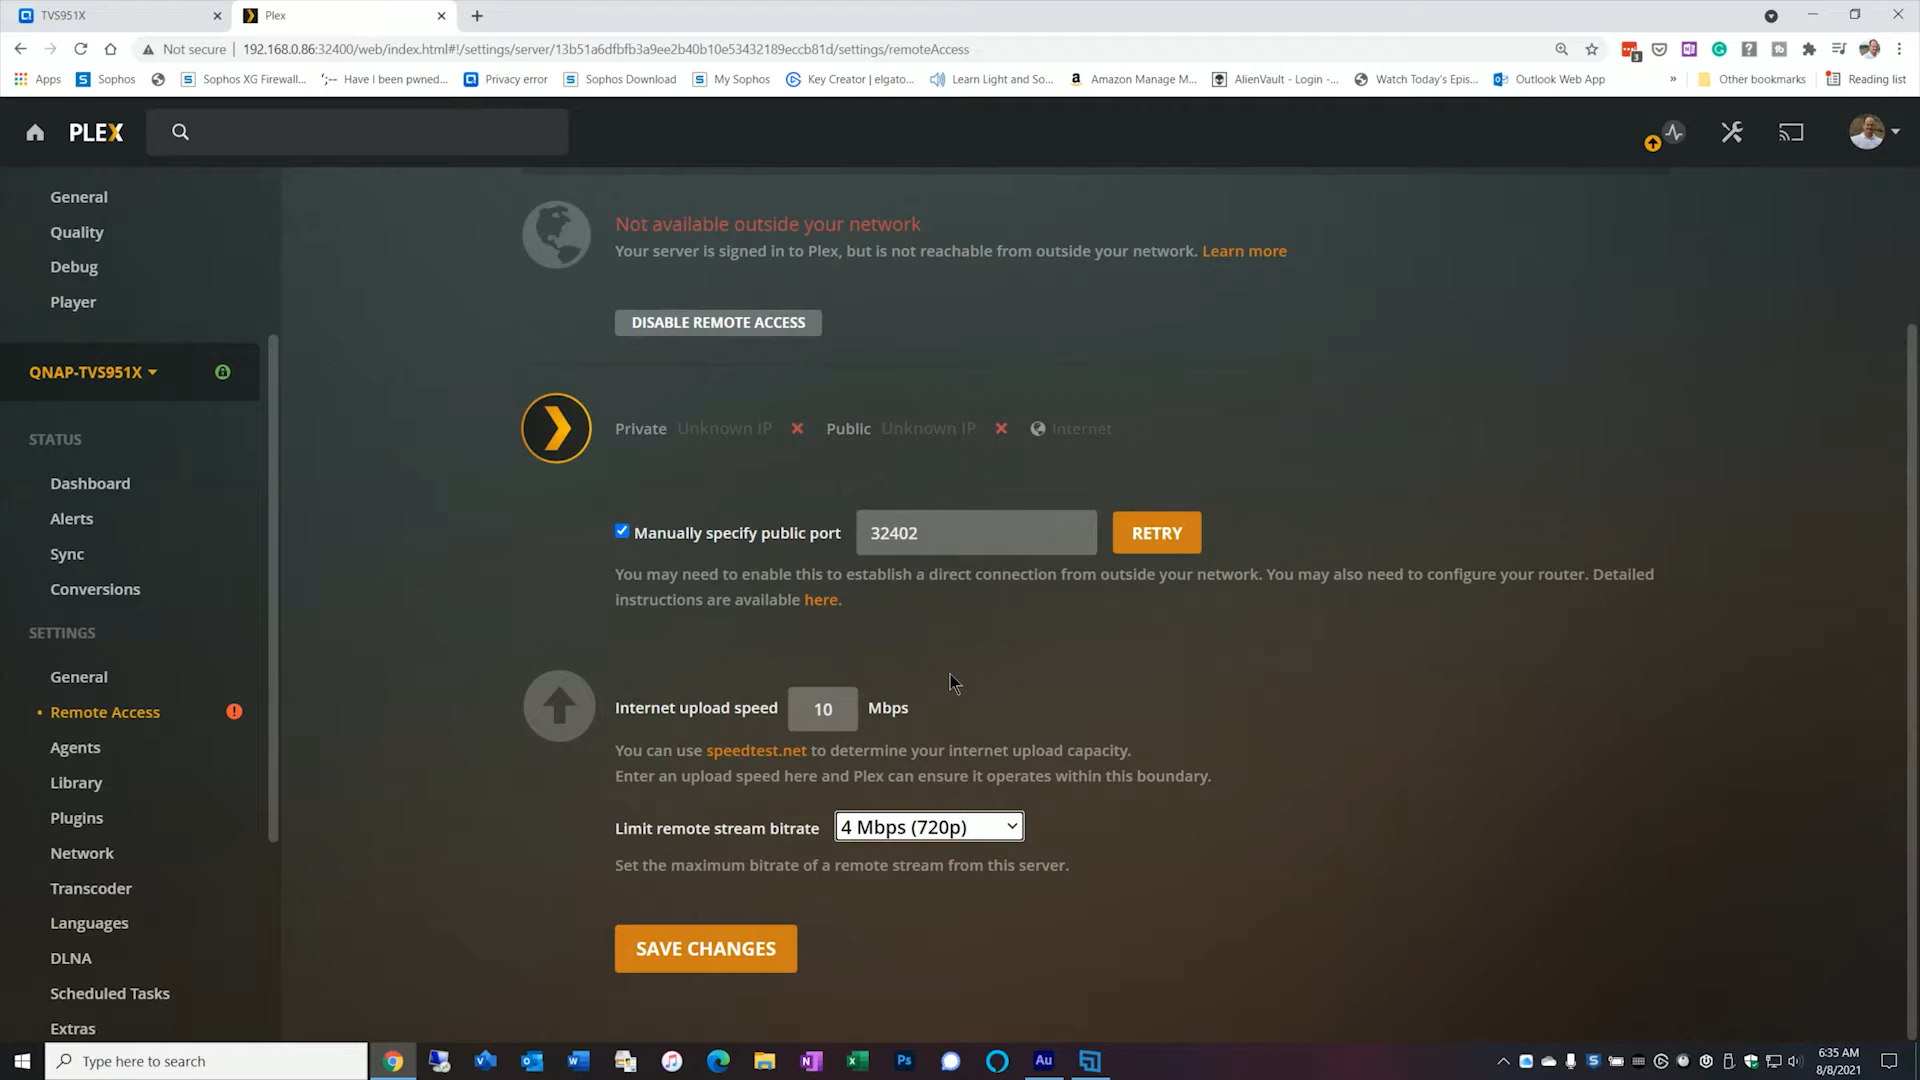 TVS951X
Plex
Not secure
192.168.0.86:32400/web/index.html#!/settings/server/13b51a6dfbfb3a9ee2b40b10e53432189eccb81d/settings/remoteAccess
3
Apps
Sophos
Sophos XG Firewall...
Have I been pwned...
Privacy error
Sophos Download
My Sophos
Key Creator | elgato...
Learn Light and So...
Amazon Manage M...
AlienVault - Login -...
Watch Today's Epis...
Outlook Web App
»
Other bookmarks
Reading list
PLEX
General
Quality
Debug
Player
QNAP-TVS951X
STATUS
Dashboard
Alerts
Sync
Conversions
SETTINGS
General
• Remote Access
Agents
Library
Plugins
Network
Transcoder
Languages
DLNA
Scheduled Tasks
Extras
Not available outside your network
Your server is signed in to Plex, but is not reachable from outside your network. Learn more
DISABLE REMOTE ACCESS
Private Unknown IP
Public Unknown IP
Internet
Manually specify public port
32402
RETRY
You may need to enable this to establish a direct connection from outside your network. You may also need to configure your router. Detailed
instructions are available here.
Internet upload speed 10 Mbps
You can use speedtest.net to determine your internet upload capacity.
Enter an upload speed here and Plex can ensure it operates within this boundary.
Limit remote stream bitrate
4 Mbps (720p)
Set the maximum bitrate of a remote stream from this server.
SAVE CHANGES
Type here to search
Ps
Au
6:35 AM
8/8/2021